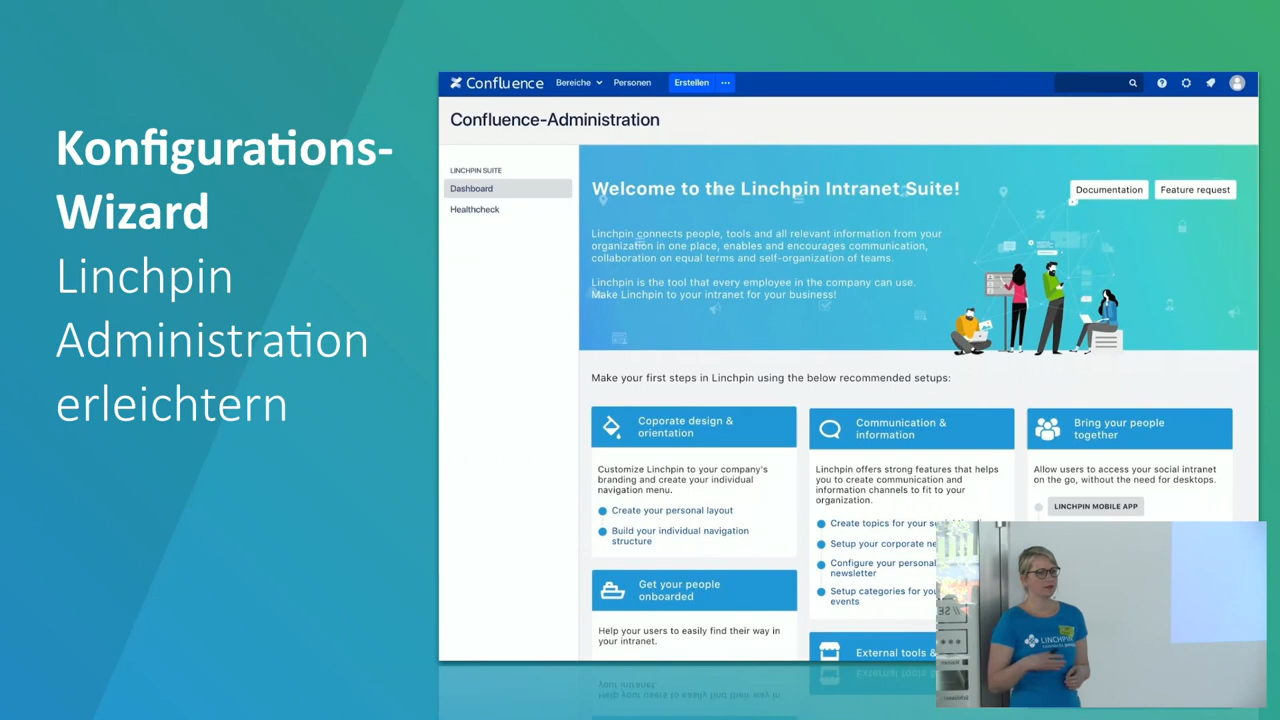 Konfigurations-
Wizard
Linchpin
Administration
erleichtern
Confluence
Bereiche
Personen
Erstellen
Confluence-Administration
LINCHPIN SUITE
Dashboard
Healthcheck
Welcome to the Linchpin Intranet Suite!
Documentation
Feature request
Linchpin connects people, tools and all relevant information from your
organization in one place, enables and encourages communication,
collaboration on equal terms and self-organization of teams.
Linchpin is the tool that every employee in the company can use.
Make Linchpin to your intranet for your business!
Make your first steps in Linchpin using the below recommended setups:
Coporate design &
orientation
Customize Linchpin to your company's
branding and create your individual
navigation menu.
Create your personal layout
Build your individual navigation
structure
Get your people
onboarded
Help your users to easily find their way in
your intranet.
Communication &
information
Linchpin offers strong features that helps
you to create communication and
information channels to fit to your
organization.
Create topics for your
Setup your corporate
Configure your personal
newsletter
Setup categories for
events
External tools &
Bring your people
together
Allow users to access your social intranet
on the go, without the need for desktops.
LINCHPIN MOBILE APP
LINCHPIN
connects